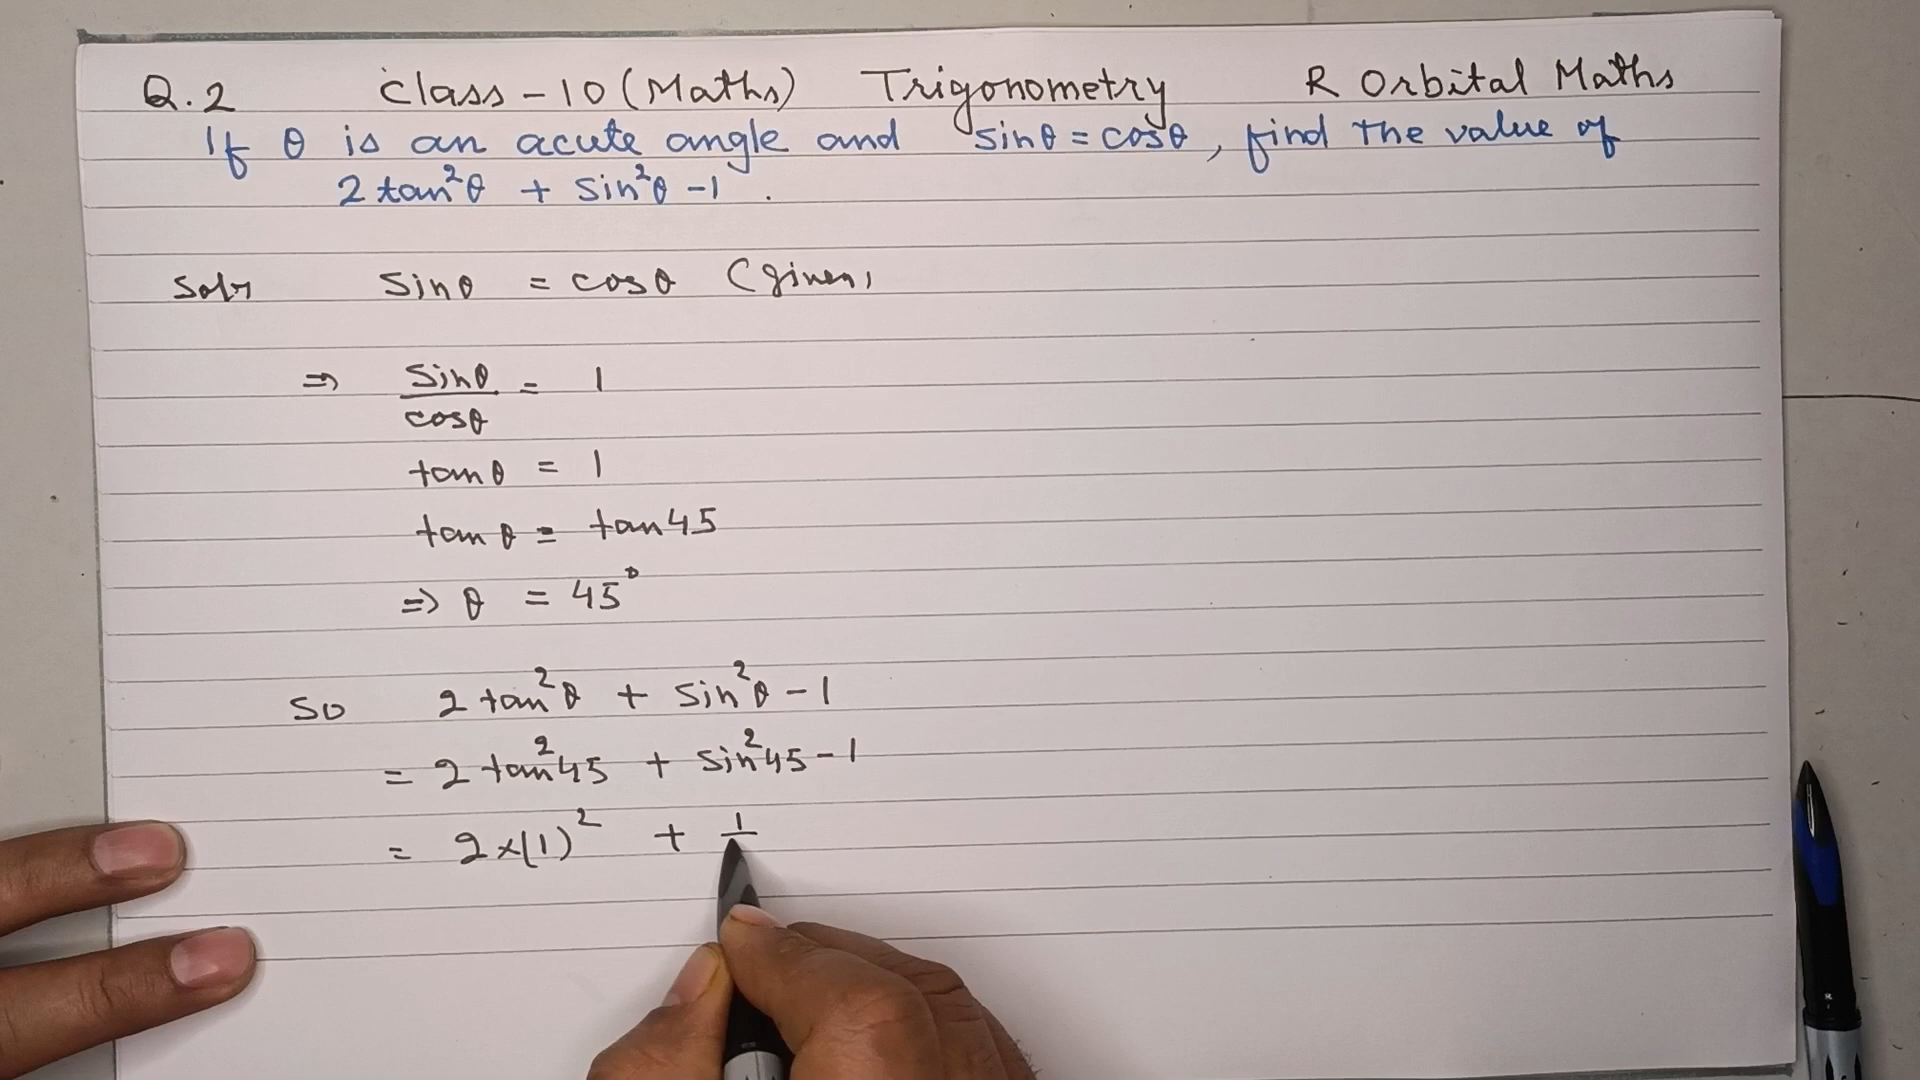 Q.2 Class-10 (Maths) Trigonometry R Orbital Maths
If θ is an acute angle and sinθ = cosθ, find the value of
2 tan²θ + sin²θ -1 .
Soln sinθ = cosθ (given)
⇒ sinθ/cosθ = 1
tanθ = 1
tanθ = tan45
⇒ θ = 45°
So 2 tan²θ + sin²θ - 1
= 2 tan²45 + sin²45 - 1
= 2×(1)² + 1